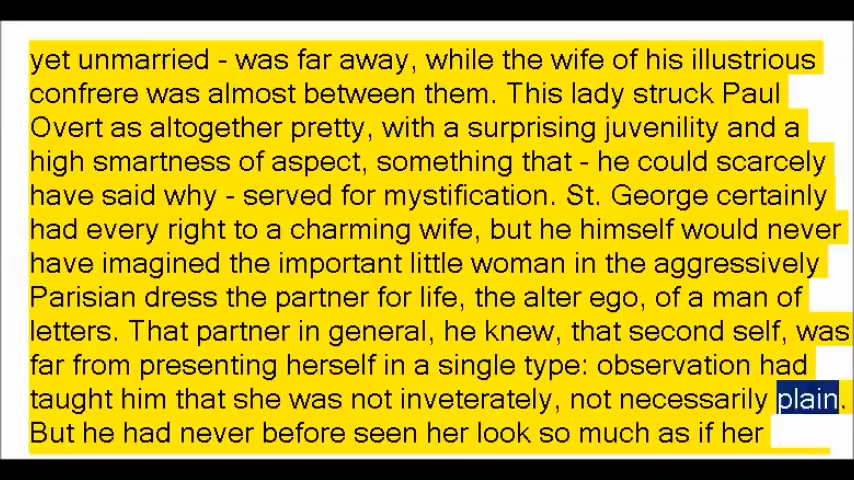 yet unmarried - was far away, while the wife of his illustrious
confrere was almost between them. This lady struck Paul
Overt as altogether pretty, with a surprising juvenility and a
high smartness of aspect, something that - he could scarcely
have said why - served for mystification. St. George certainly
had every right to a charming wife, but he himself would never
have imagined the important little woman in the aggressively
Parisian dress the partner for life, the alter ego, of a man of
letters. That partner in general, he knew, that second self, was
far from presenting herself in a single type: observation had
taught him that she was not inveterately, not necessarily plain.
But he had never before seen her look so much as if her